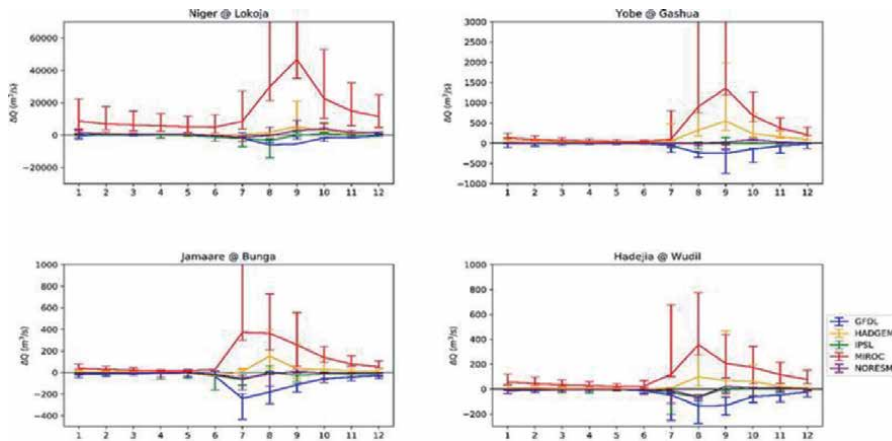 Niger @ Lokoja
60000
40000
20000
0
−20000
ΔQ (m³/s)
1 2 3 4 5 6 7 8 9 10 11 12
Yobe @ Gashua
3000
2500
2000
1500
1000
500
0
−500
−1000
ΔQ (m³/s)
1 2 3 4 5 6 7 8 9 10 11 12
Jamaare @ Bunga
1000
800
600
400
200
0
−200
−400
ΔQ (m³/s)
1 2 3 4 5 6 7 8 9 10 11 12
Hadejia @ Wudil
1000
800
600
400
200
0
−200
ΔQ (m³/s)
1 2 3 4 5 6 7 8 9 10 11 12
GFDL
HADGEM
IPSL
MIROC
NORESM